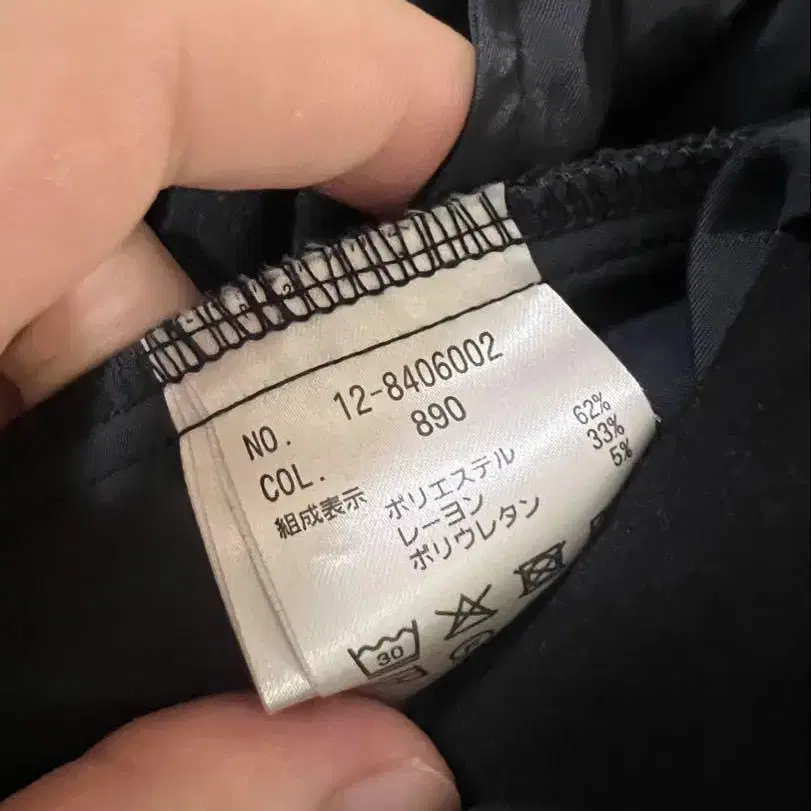 NO. 12-8406002
COL. 890
組成表示 ポリエステル 62%
レーヨン 33%
ポリウレタン 5%
30
P